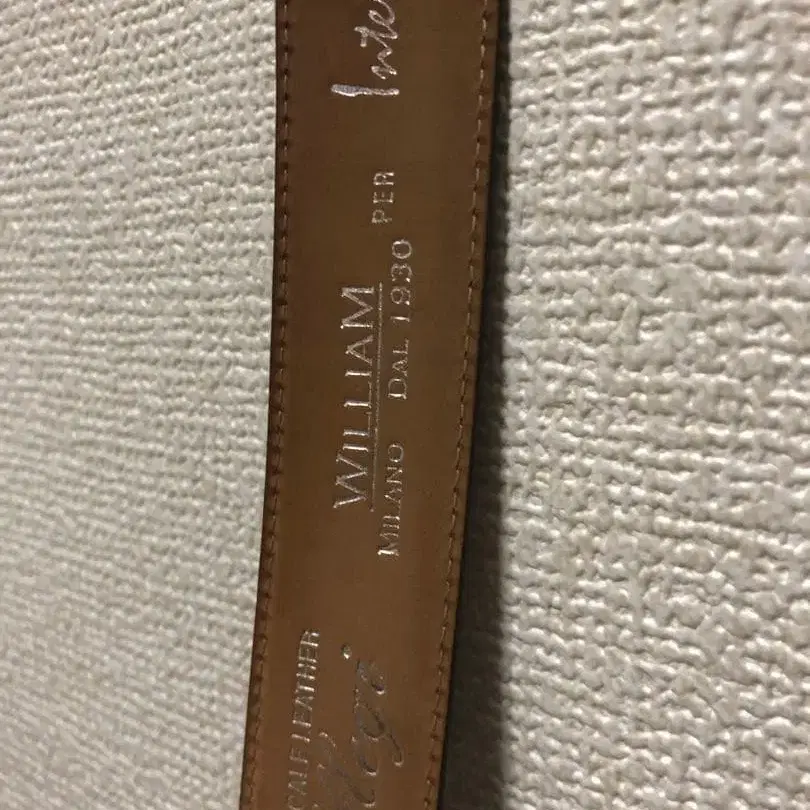 CALF LEATHER
WILLIAM PER
MILANO DAL 1930